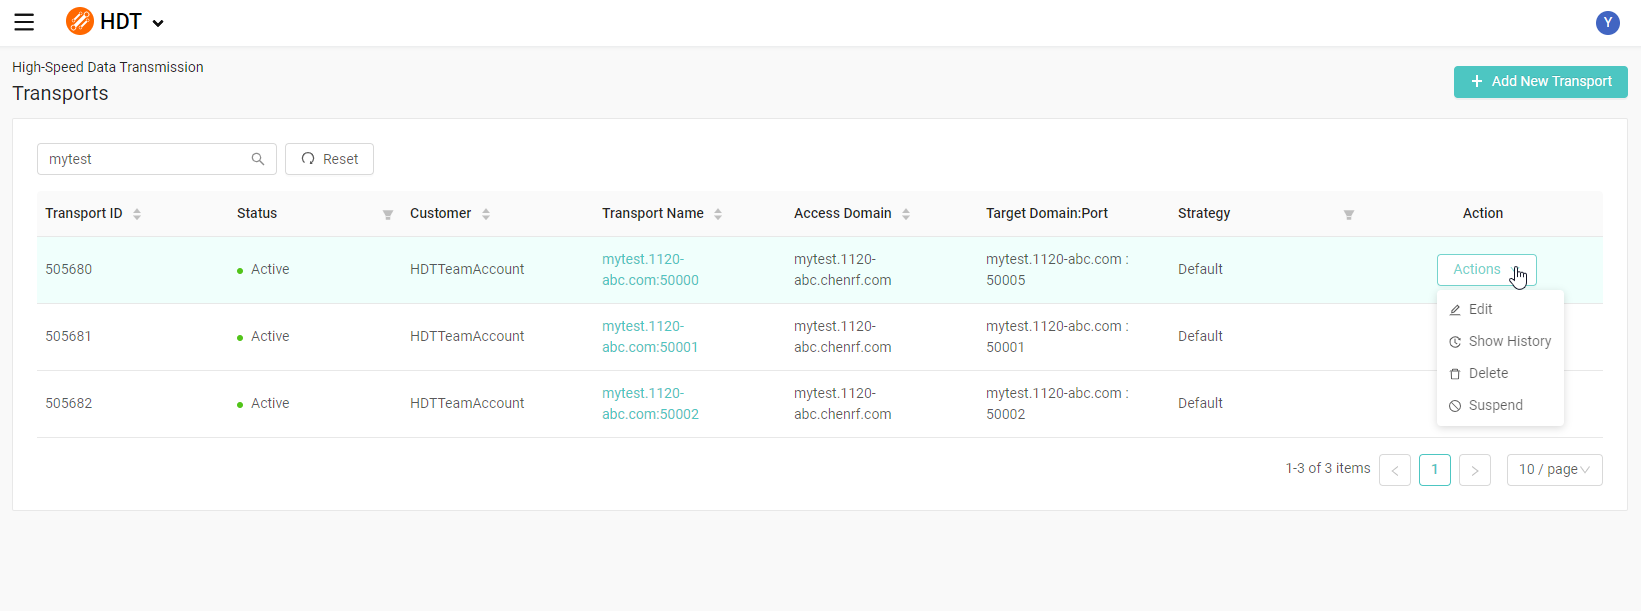 HDT
Y
High-Speed Data Transmission
Transports
Add New Transport
mytest
Reset
Transport ID
Status
Customer
Transport Name
Access Domain
Target Domain:Port
Strategy
Action
505680
Active
HDTTeamAccount
mytest.1120-
abc.com:50000
mytest.1120-
abc.chenrf.com
mytest.1120-abc.com :
50005
Default
Actions
Edit
Show History
Delete
Suspend
505681
Active
HDTTeamAccount
mytest.1120-
abc.com:50001
mytest.1120-
abc.chenrf.com
mytest.1120-abc.com :
50001
Default
505682
Active
HDTTeamAccount
mytest.1120-
abc.com:50002
mytest.1120-
abc.chenrf.com
mytest.1120-abc.com :
50002
Default
1-3 of 3 items
<
1
>
10 / page